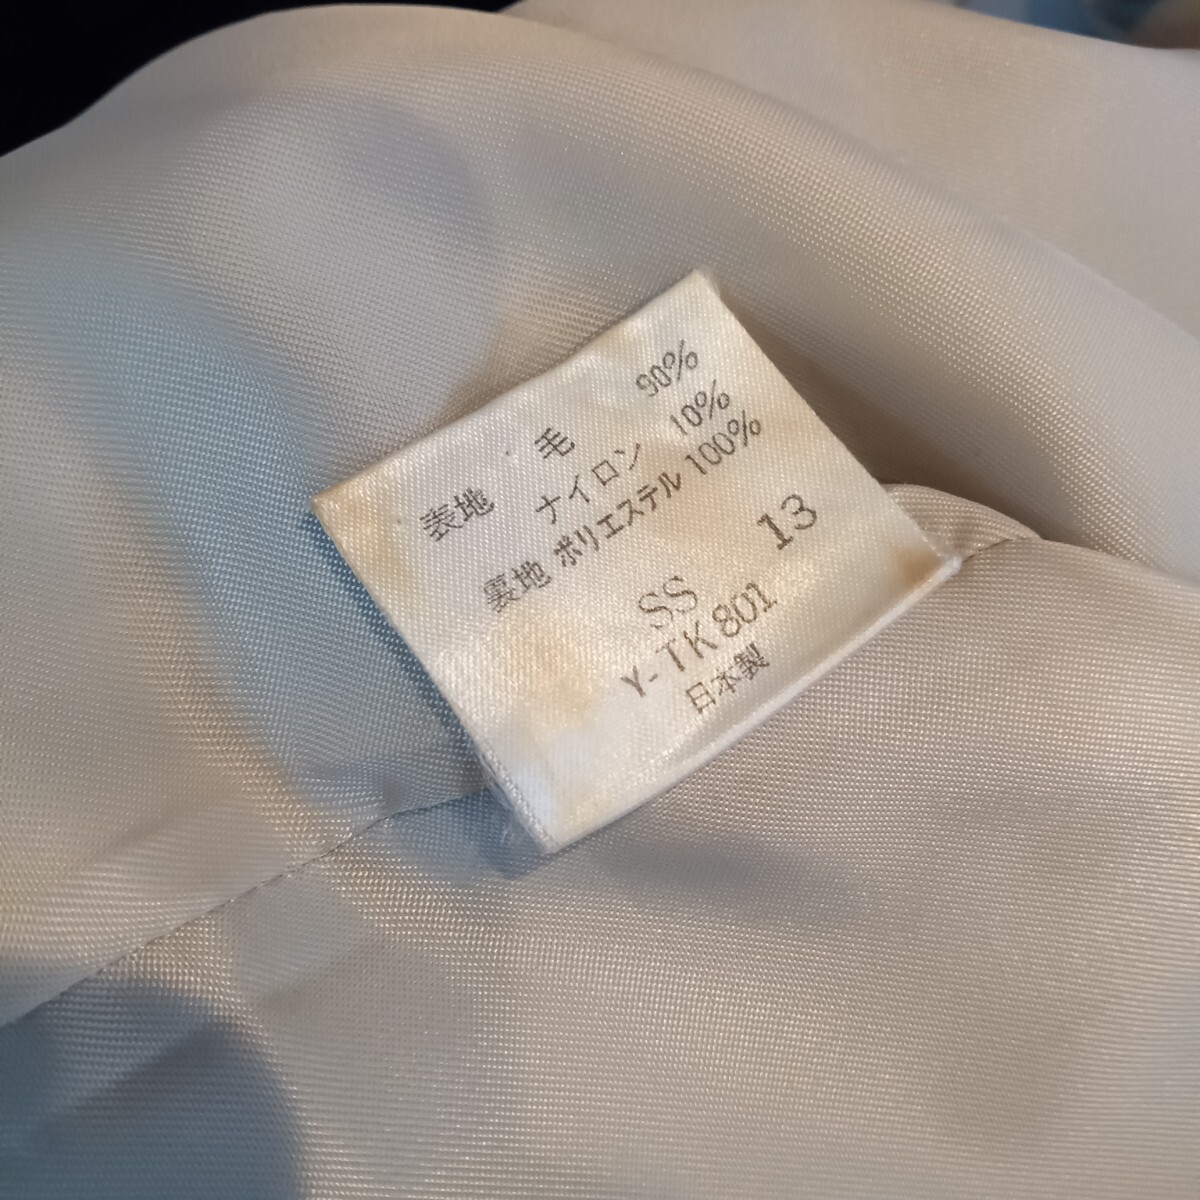 表地 毛 90%
ナイロン 10%
裏地 ポリエステル 100%
SS 13
Y-TK801
日本製